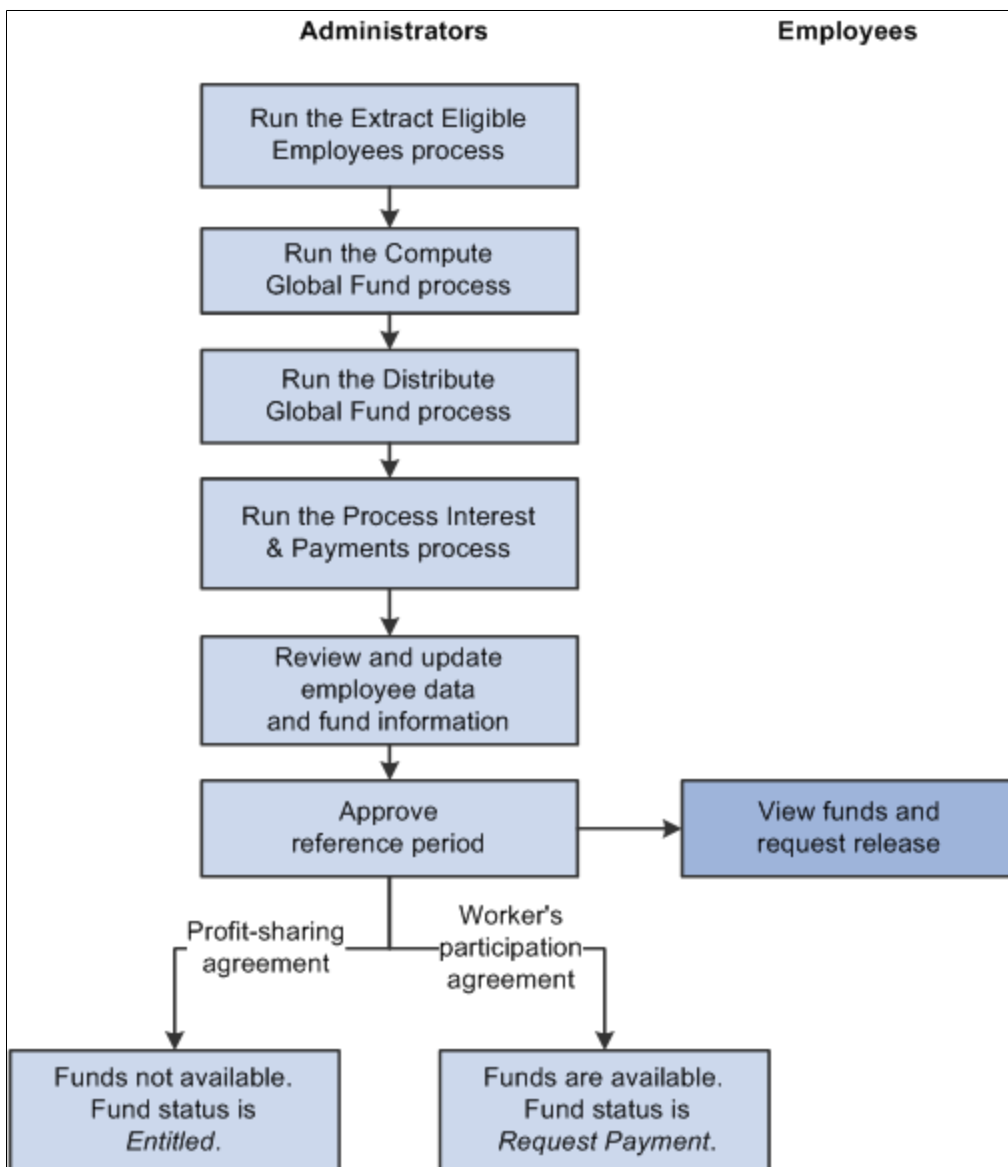 Administrators
Employees
Run the Extract Eligible
Employees process
Run the Compute
Global Fund process
Run the Distribute
Global Fund process
Run the Process Interest
& Payments process
Review and update
employee data
and fund information
Approve
reference period
View funds and
request release
Profit-sharing
agreement
Worker's
participation
agreement
Funds not available.
Fund status is
Entitled.
Funds are available.
Fund status is
Request Payment.